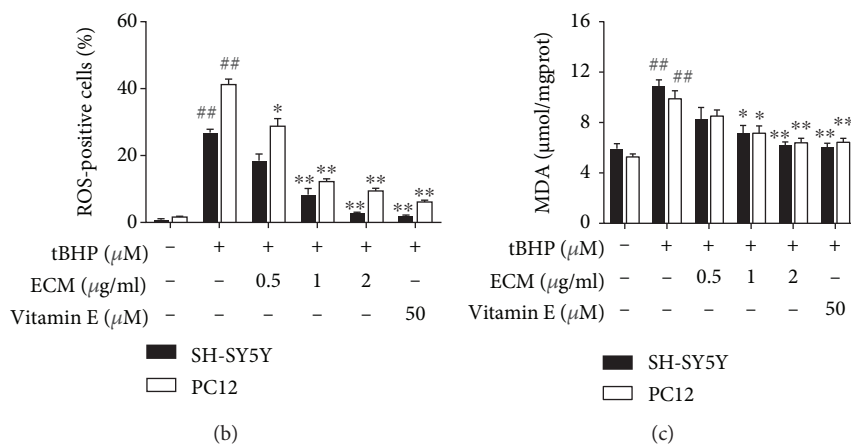 60
40
20
0
ROS-positive cells (%)
##
##
*
**
**
**
**
**
**
tBHP (μM) – + + + + +
ECM (μg/ml) – – 0.5 1 2 –
Vitamin E (μM) – – – – – 50
SH-SY5Y
PC12
(b)
16
12
8
4
0
MDA (μmol/mgprot)
##
##
*
*
**
**
**
**
tBHP (μM) – + + + + +
ECM (μg/ml) – – 0.5 1 2 –
Vitamin E (μM) – – – – – 50
SH-SY5Y
PC12
(c)